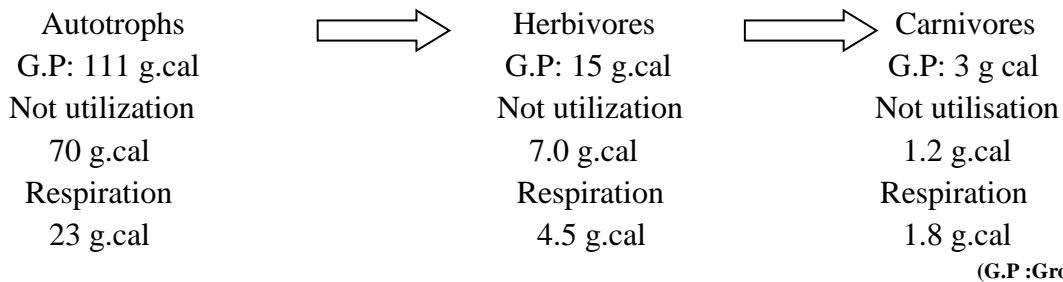 Autotrophs Herbivores Carnivores
G.P: 111 g.cal G.P: 15 g.cal G.P: 3 g cal
Not utilization Not utilization Not utilisation
70 g.cal 7.0 g.cal 1.2 g.cal
Respiration Respiration Respiration
23 g.cal 4.5 g.cal 1.8 g.cal
(G.P :Gro